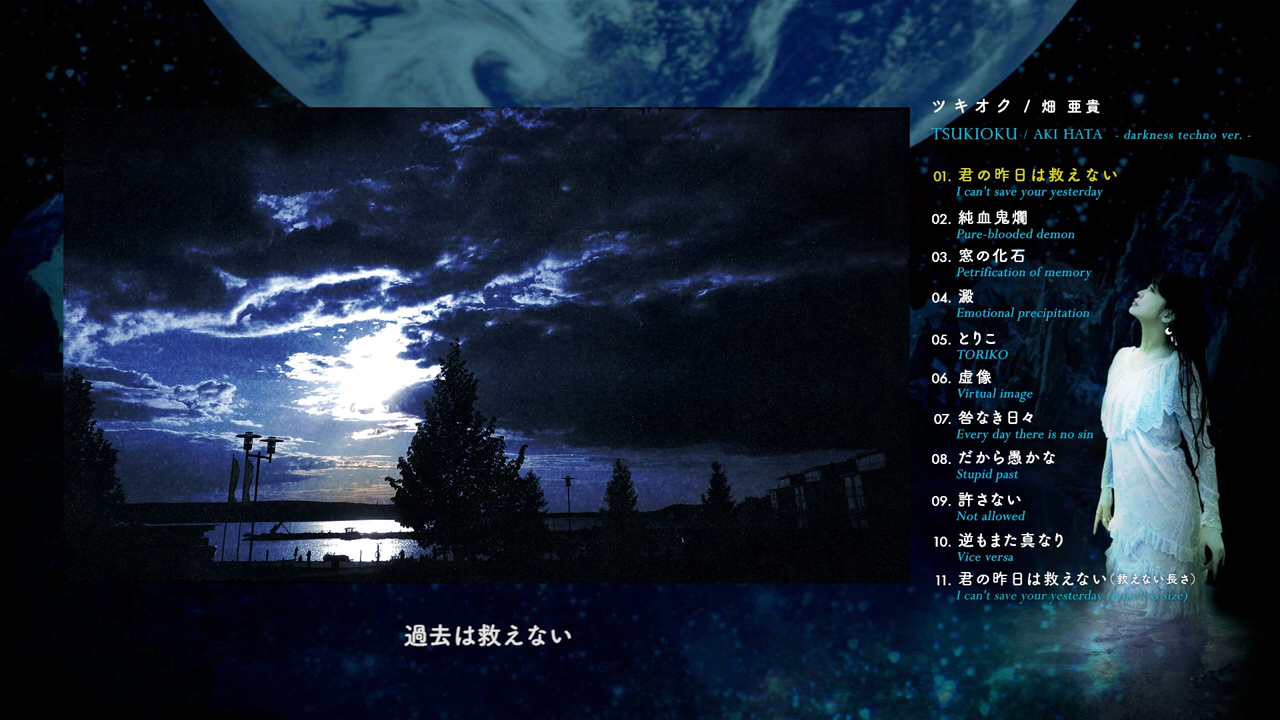 ツキオク / 畑 亜貴
TSUKIOKU / AKI HATA - darkness techno ver. -
01. 君の昨日は救えない
I can't save your yesterday
02. 純血鬼爛
Pure-blooded demon
03. 窓の化石
Petrification of memory
04. 澱
Emotional precipitation
05. とりこ
TORIKO
06. 虚像
Virtual image
07. 咎なき日々
Every day there is no sin
08. だから愚かな
Stupid past
09. 許さない
Not allowed
10. 逆もまた真なり
Vice versa
11. 君の昨日は救えない(救えない長さ)
I can't save your yesterday size)
過去は救えない